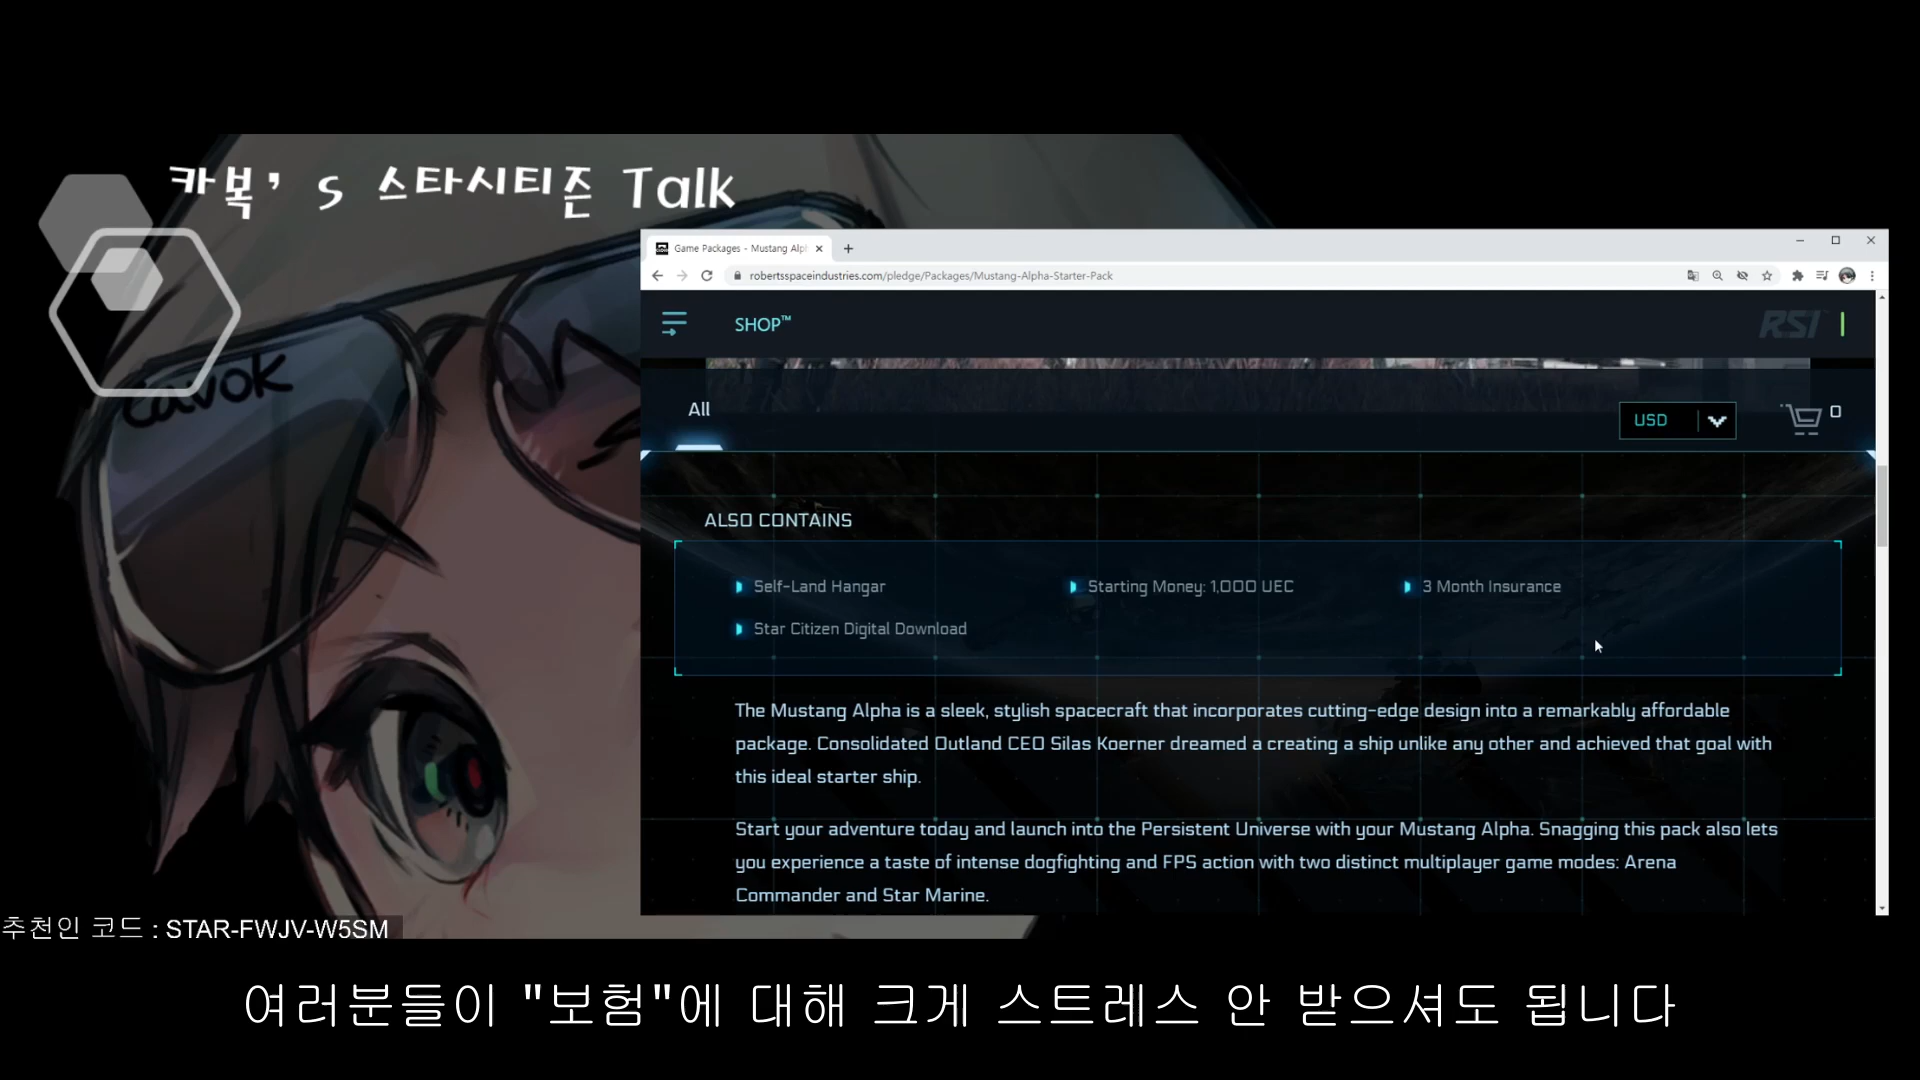 카복's 스타시티즌 Talk
cavok
Game Packages - Mustang Alp
robertsspaceindustries.com/pledge/Packages/Mustang-Alpha-Starter-Pack
SHOP™
RSI
All
USD
0
ALSO CONTAINS
Self-Land Hangar
Starting Money: 1,000 UEC
3 Month Insurance
Star Citizen Digital Download
The Mustang Alpha is a sleek, stylish spacecraft that incorporates cutting-edge design into a remarkably affordable
package. Consolidated Outland CEO Silas Koerner dreamed a creating a ship unlike any other and achieved that goal with
this ideal starter ship.
Start your adventure today and launch into the Persistent Universe with your Mustang Alpha. Snagging this pack also lets
you experience a taste of intense dogfighting and FPS action with two distinct multiplayer game modes: Arena
Commander and Star Marine.
추천인 코드 : STAR-FWJV-W5SM
여러분들이 "보험"에 대해 크게 스트레스 안 받으셔도 됩니다